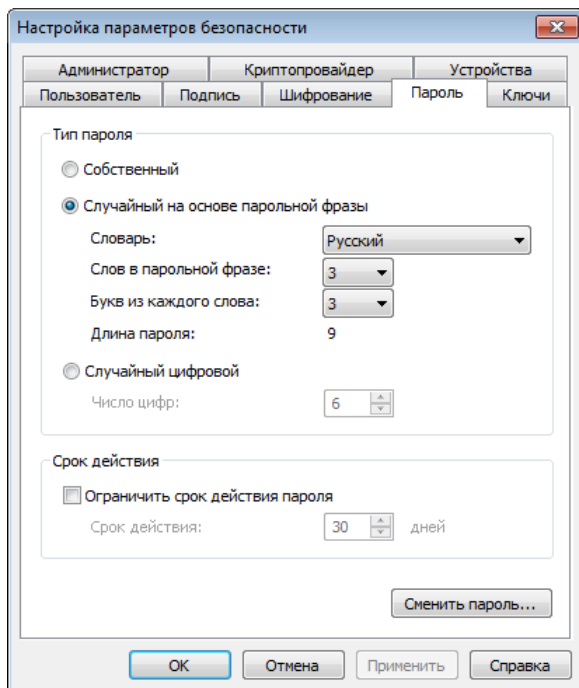 Настройка параметров безопасности
Администратор Криптопровайдер Устройства
Пользователь Подпись Шифрование Пароль Ключи
Тип пароля
Собственный
Случайный на основе парольной фразы
Словарь: Русский
Слов в парольной фразе: 3
Букв из каждого слова: 3
Длина пароля: 9
Случайный цифровой
Число цифр: 6
Срок действия
Ограничить срок действия пароля
Срок действия: 30 дней
Сменить пароль...
ОК Отмена Применить Справка